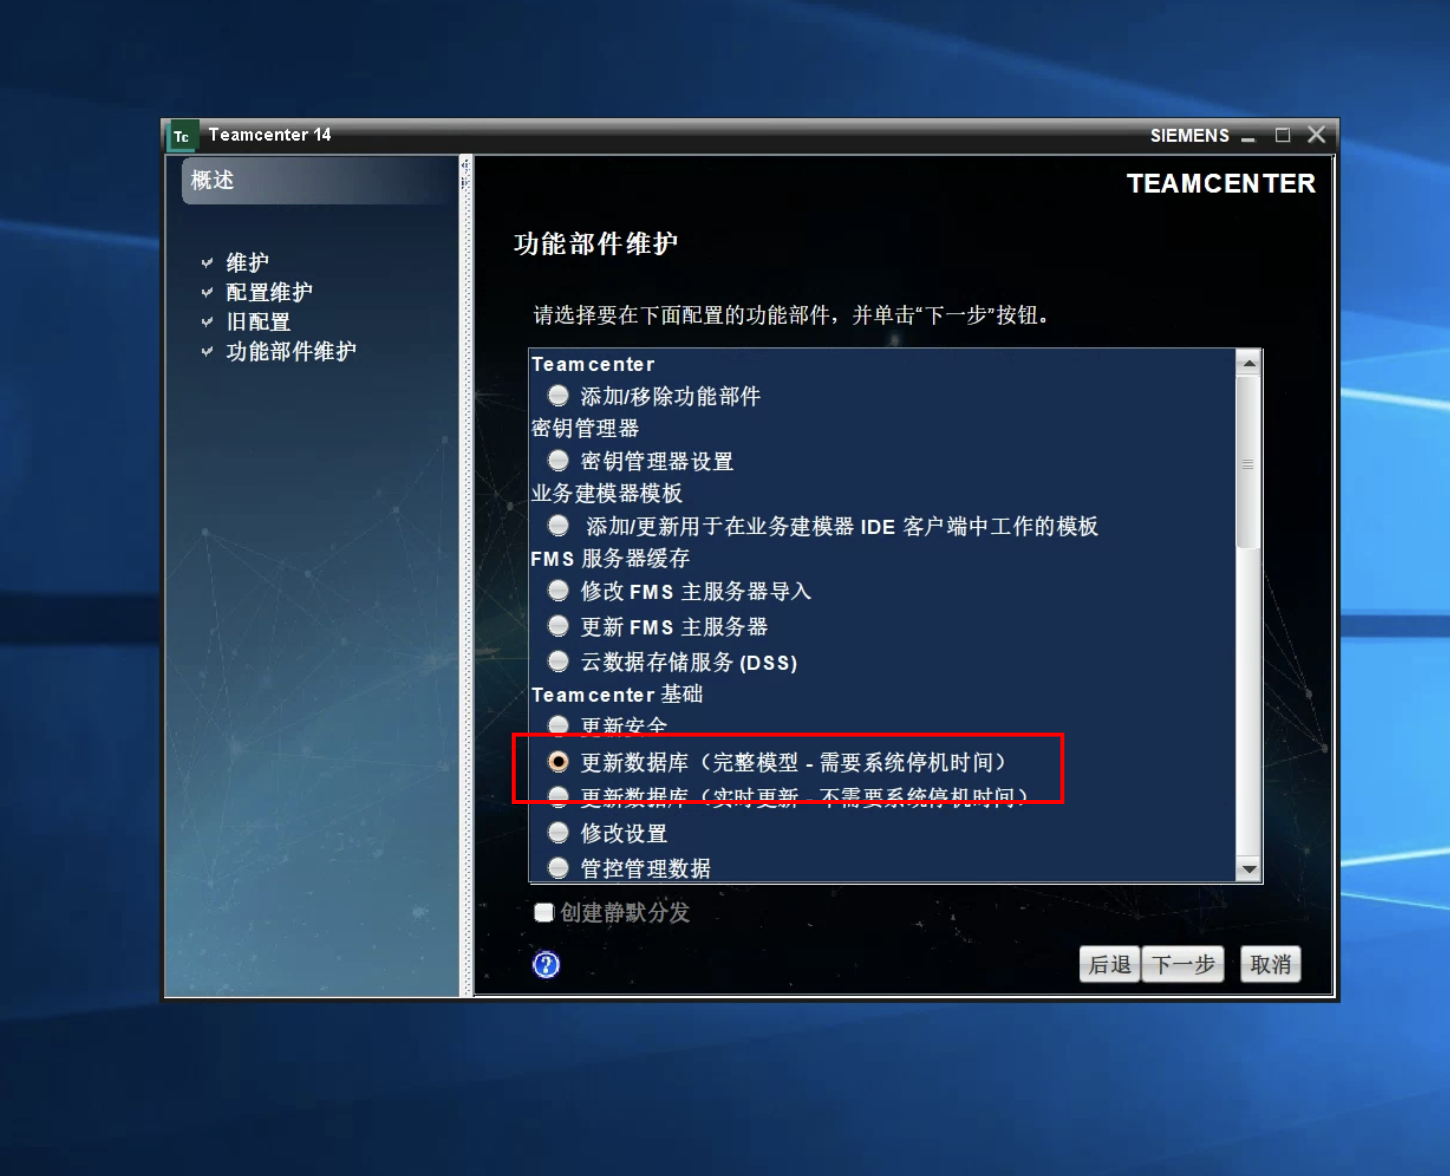 Tc Teamcenter 14 SIEMENS
概述
TEAMCENTER
维护
配置维护
旧配置
功能部件维护
功能部件维护
请选择要在下面配置的功能部件，并单击“下一步”按钮。
Teamcenter
添加/移除功能部件
密钥管理器
密钥管理器设置
业务建模器模板
添加/更新用于在业务建模器 IDE 客户端中工作的模板
FMS 服务器缓存
修改 FMS 主服务器导入
更新 FMS 主服务器
云数据存储服务 (DSS)
Teamcenter 基础
更新安全
更新数据库（完整模型 - 需要系统停机时间）
更新数据库（实时更新 - 不需要系统停机时间）
修改设置
管控管理数据
创建静默分发
?
后退 下一步 取消